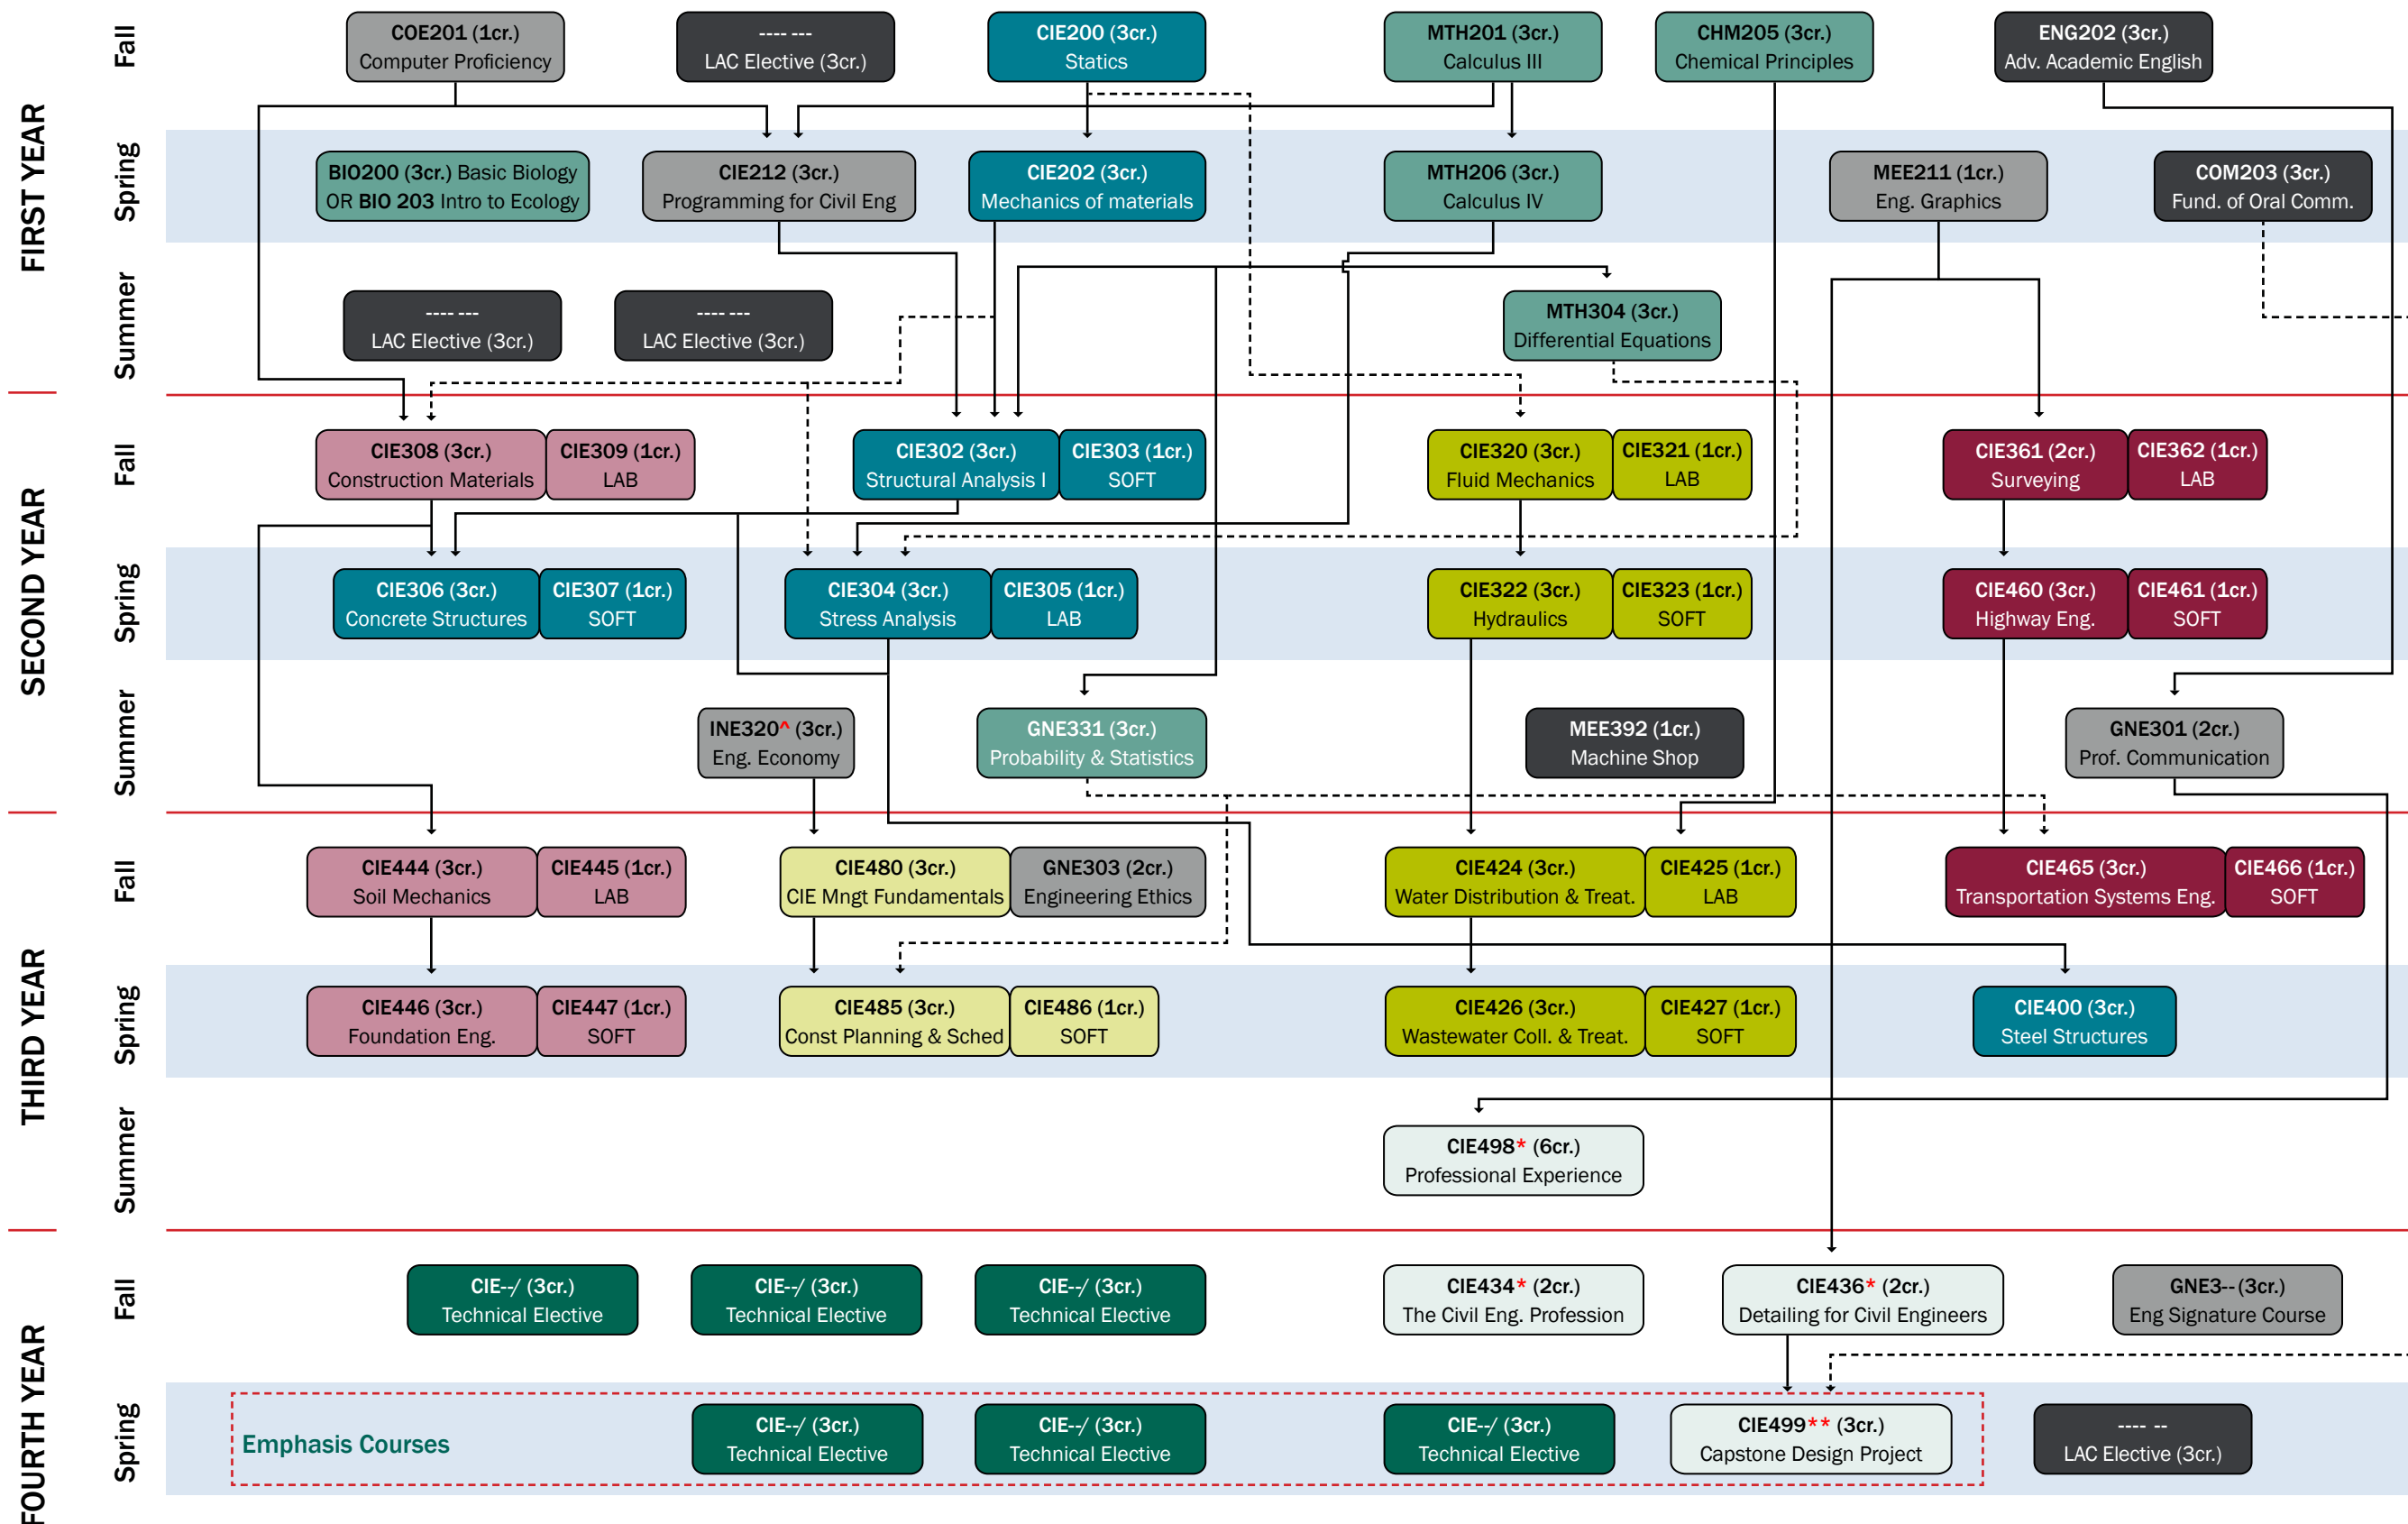 FIRST YEAR
Fall
COE201 (1cr.)
Computer Proficiency
---- ---
LAC Elective (3cr.)
CIE200 (3cr.)
Statics
MTH201 (3cr.)
Calculus III
CHM205 (3cr.)
Chemical Principles
ENG202 (3cr.)
Adv. Academic English
Spring
BIO200 (3cr.) Basic Biology
OR BIO 203 Intro to Ecology
CIE212 (3cr.)
Programming for Civil Eng
CIE202 (3cr.)
Mechanics of materials
MTH206 (3cr.)
Calculus IV
MEE211 (1cr.)
Eng. Graphics
COM203 (3cr.)
Fund. of Oral Comm.
Summer
---- ---
LAC Elective (3cr.)
---- ---
LAC Elective (3cr.)
MTH304 (3cr.)
Differential Equations
SECOND YEAR
Fall
CIE308 (3cr.)
Construction Materials
CIE309 (1cr.)
LAB
CIE302 (3cr.)
Structural Analysis I
CIE303 (1cr.)
SOFT
CIE320 (3cr.)
Fluid Mechanics
CIE321 (1cr.)
LAB
CIE361 (2cr.)
Surveying
CIE362 (1cr.)
LAB
Spring
CIE306 (3cr.)
Concrete Structures
CIE307 (1cr.)
SOFT
CIE304 (3cr.)
Stress Analysis
CIE305 (1cr.)
LAB
CIE322 (3cr.)
Hydraulics
CIE323 (1cr.)
SOFT
CIE460 (3cr.)
Highway Eng.
CIE461 (1cr.)
SOFT
Summer
INE320^ (3cr.)
Eng. Economy
GNE331 (3cr.)
Probability & Statistics
MEE392 (1cr.)
Machine Shop
GNE301 (2cr.)
Prof. Communication
THIRD YEAR
Fall
CIE444 (3cr.)
Soil Mechanics
CIE445 (1cr.)
LAB
CIE480 (3cr.)
CIE Mngt Fundamentals
GNE303 (2cr.)
Engineering Ethics
CIE424 (3cr.)
Water Distribution & Treat.
CIE425 (1cr.)
LAB
CIE465 (3cr.)
Transportation Systems Eng.
CIE466 (1cr.)
SOFT
Spring
CIE446 (3cr.)
Foundation Eng.
CIE447 (1cr.)
SOFT
CIE485 (3cr.)
Const Planning & Sched
CIE486 (1cr.)
SOFT
CIE426 (3cr.)
Wastewater Coll. & Treat.
CIE427 (1cr.)
SOFT
CIE400 (3cr.)
Steel Structures
Summer
CIE498* (6cr.)
Professional Experience
FOURTH YEAR
Fall
CIE--/ (3cr.)
Technical Elective
CIE--/ (3cr.)
Technical Elective
CIE--/ (3cr.)
Technical Elective
CIE434* (2cr.)
The Civil Eng. Profession
CIE436* (2cr.)
Detailing for Civil Engineers
GNE3-- (3cr.)
Eng Signature Course
Spring
Emphasis Courses
CIE--/ (3cr.)
Technical Elective
CIE--/ (3cr.)
Technical Elective
CIE--/ (3cr.)
Technical Elective
CIE499** (3cr.)
Capstone Design Project
---- --
LAC Elective (3cr.)